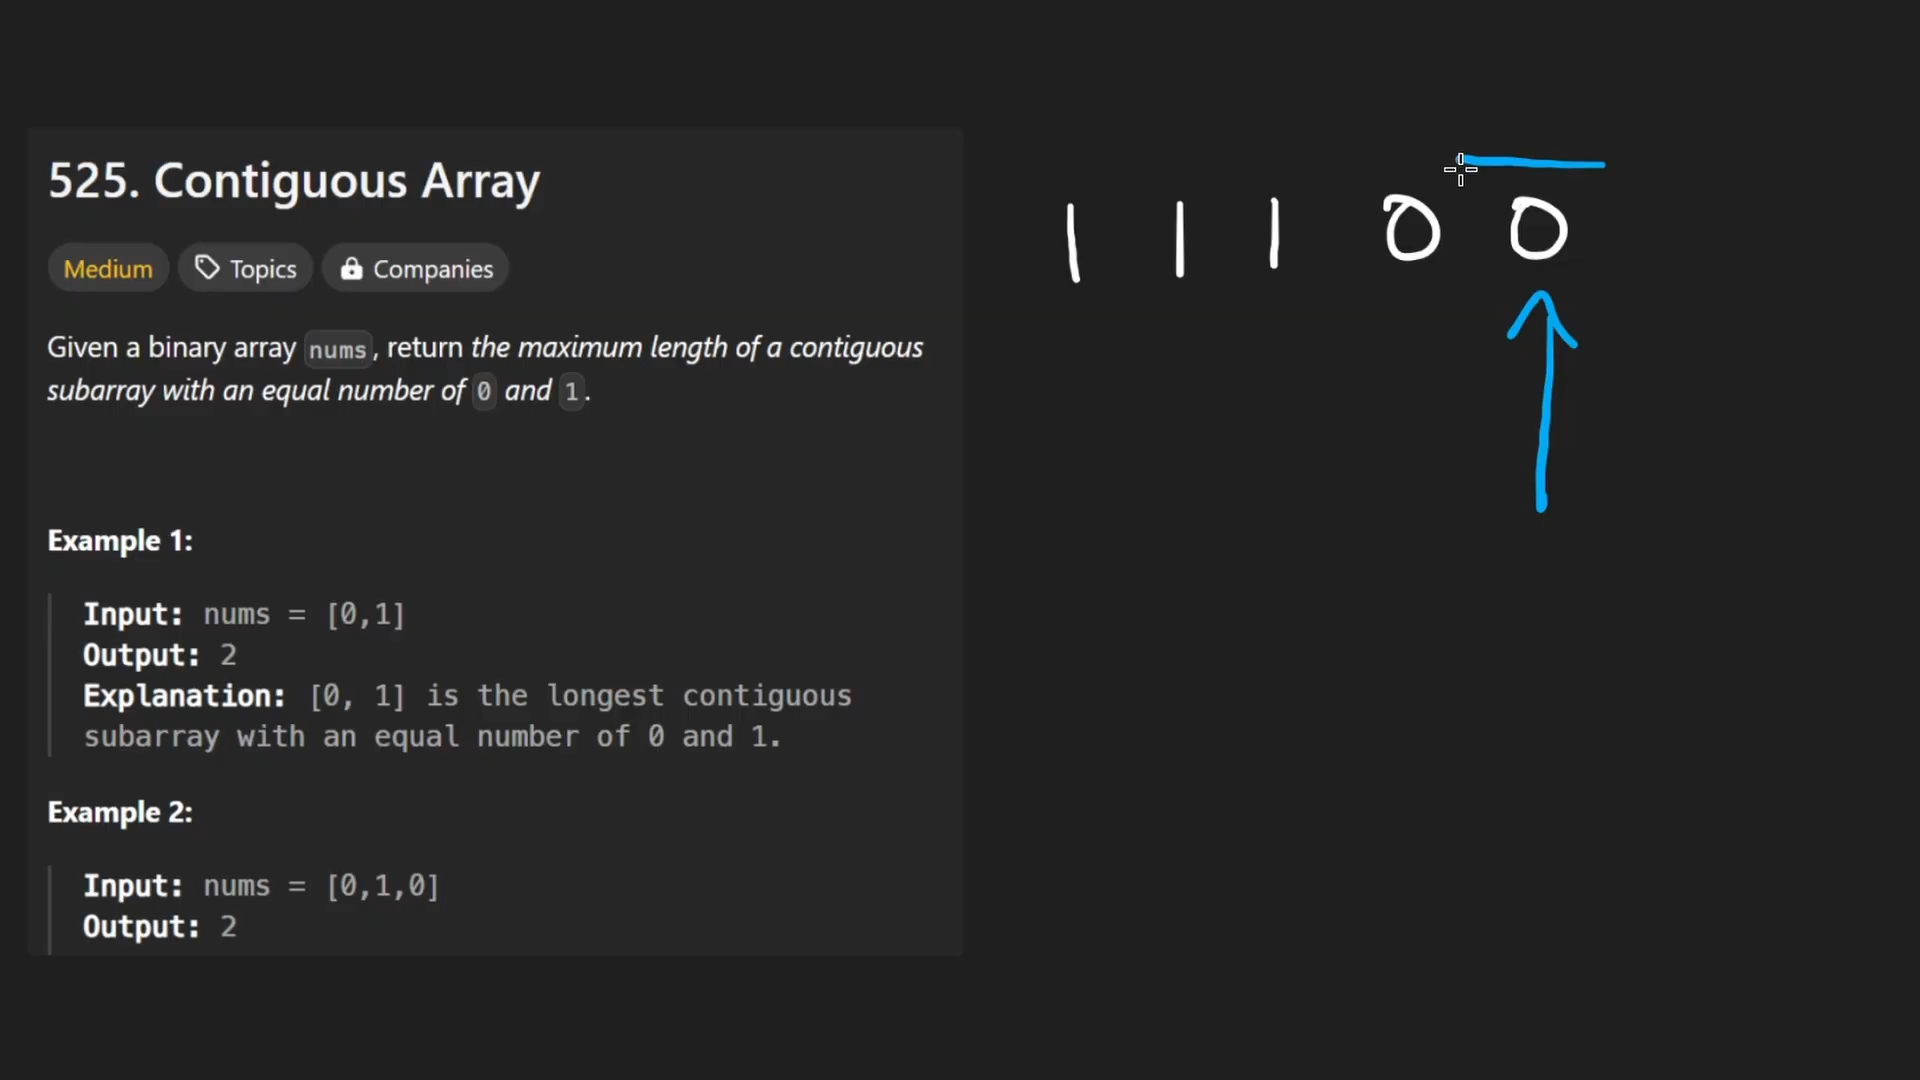 525. Contiguous Array
Medium Topics Companies
Given a binary array nums, return the maximum length of a contiguous
subarray with an equal number of 0 and 1.
Example 1:
Input: nums = [0,1]
Output: 2
Explanation: [0, 1] is the longest contiguous
subarray with an equal number of 0 and 1.
Example 2:
Input: nums = [0,1,0]
Output: 2
1 1 1 0 0